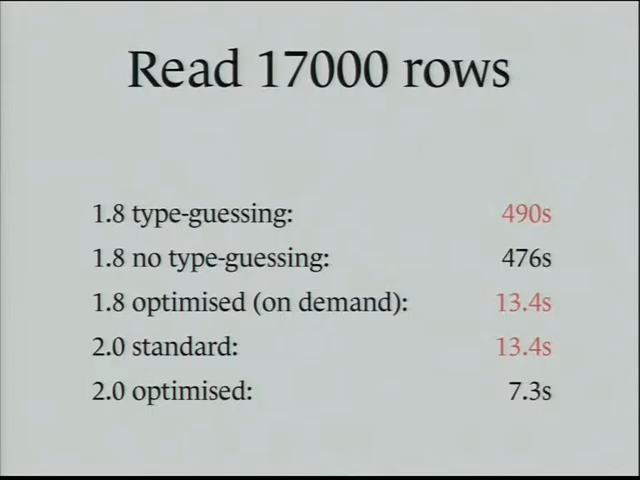 Read 17000 rows
1.8 type-guessing: 490s
1.8 no type-guessing: 476s
1.8 optimised (on demand): 13.4s
2.0 standard: 13.4s
2.0 optimised: 7.3s